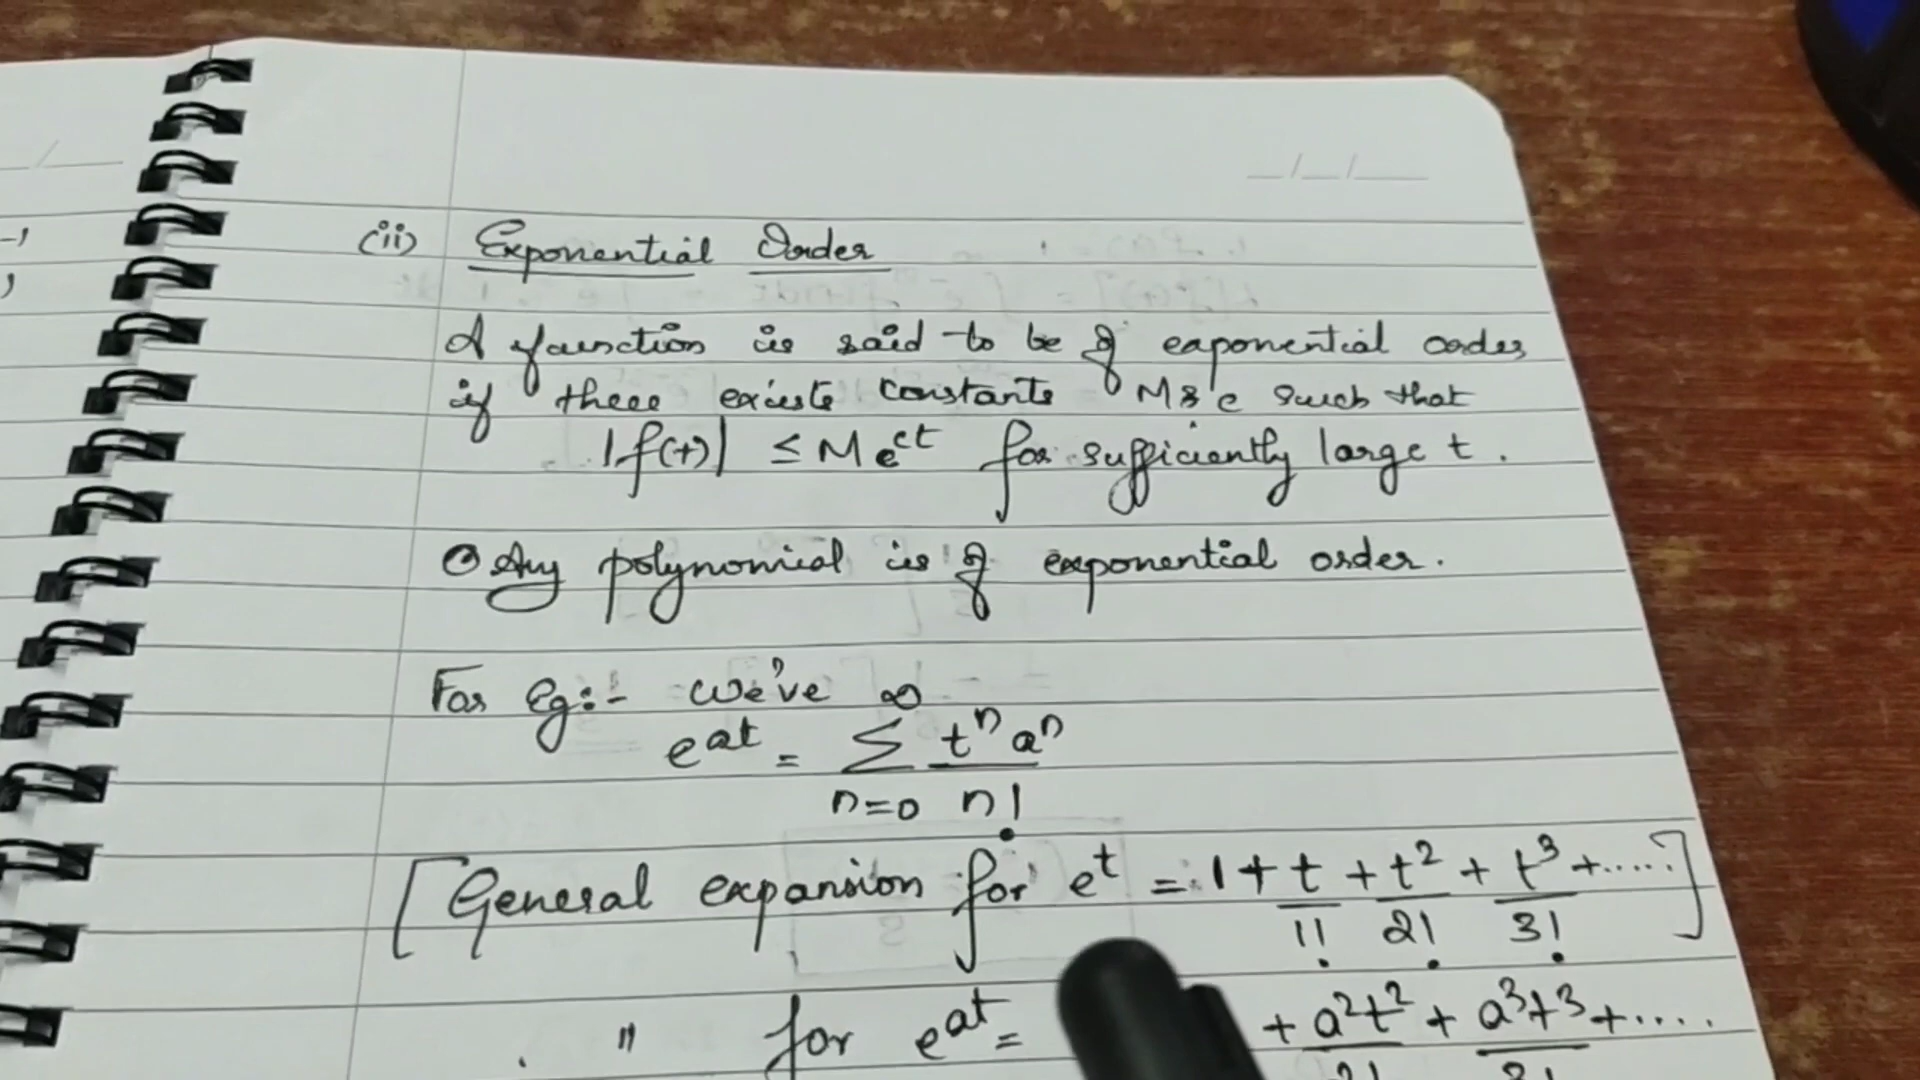 (ii) Exponential Order
A function is said to be of exponential order
if there exists constants M & c such that
|f(t)| ≤ M e^ct for sufficiently large t.
Any polynomial is of exponential order.
For Eg:- we've
e^at = ∞ Σ n=0 t^n a^n / n!
[General expansion for e^t = 1 + t/1! + t^2/2! + t^3/3! + .....]
" for e^at = + a^2t^2/2! + a^3t^3/3! + ....